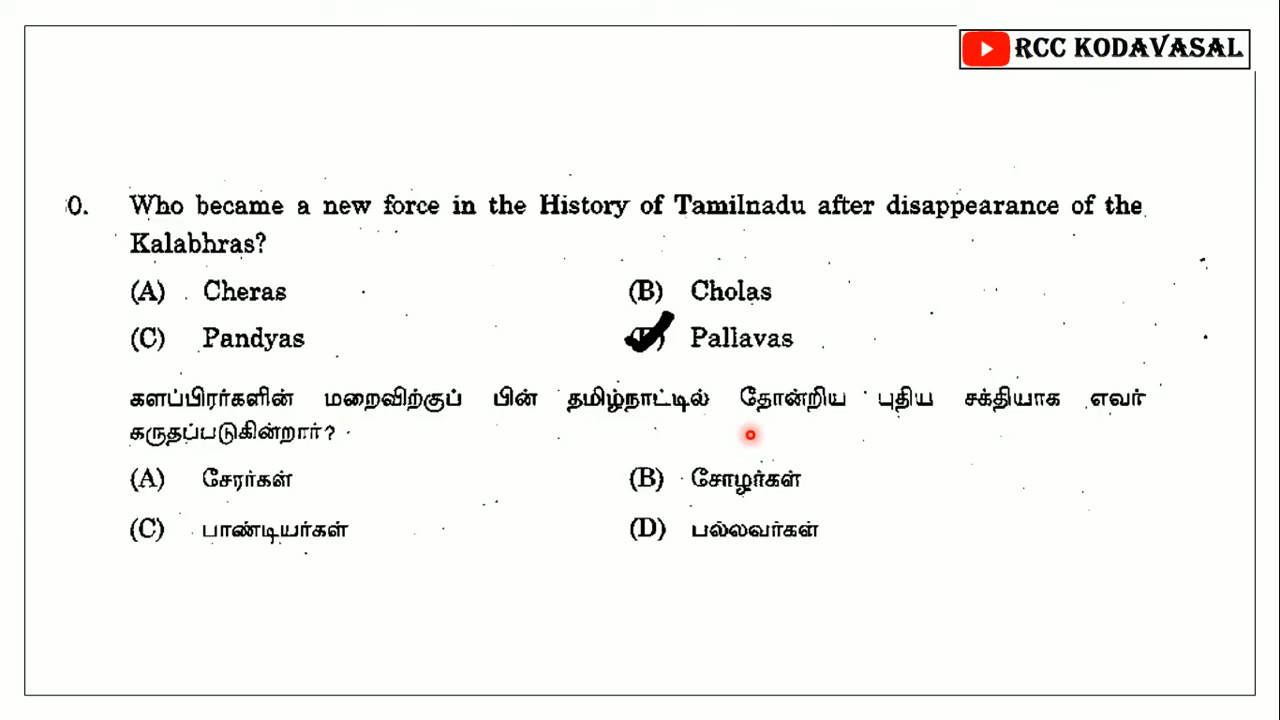 RCC KODAVASAL
0. Who became a new force in the History of Tamilnadu after disappearance of the
Kalabhras?
(A) Cheras (B) Cholas
(C) Pandyas Pallavas
களப்பிரர்களின் மறைவிற்குப் பின் தமிழ்நாட்டில் தோன்றிய புதிய சக்தியாக எவர்
கருதப்படுகின்றார்?
(A) சேரர்கள் (B) சோழர்கள்
(C) பாண்டியர்கள் (D) பல்லவர்கள்